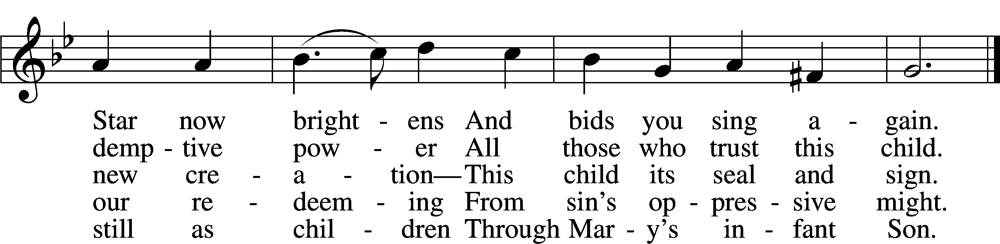 Star now bright - ens And bids you sing a - gain.
demp - tive pow - er All those who trust this child.
new cre - a - tion—This child its seal and sign.
our re - deem - ing From sin’s op - pres - sive might.
still as chil - dren Through Mar - y’s in - fant Son.